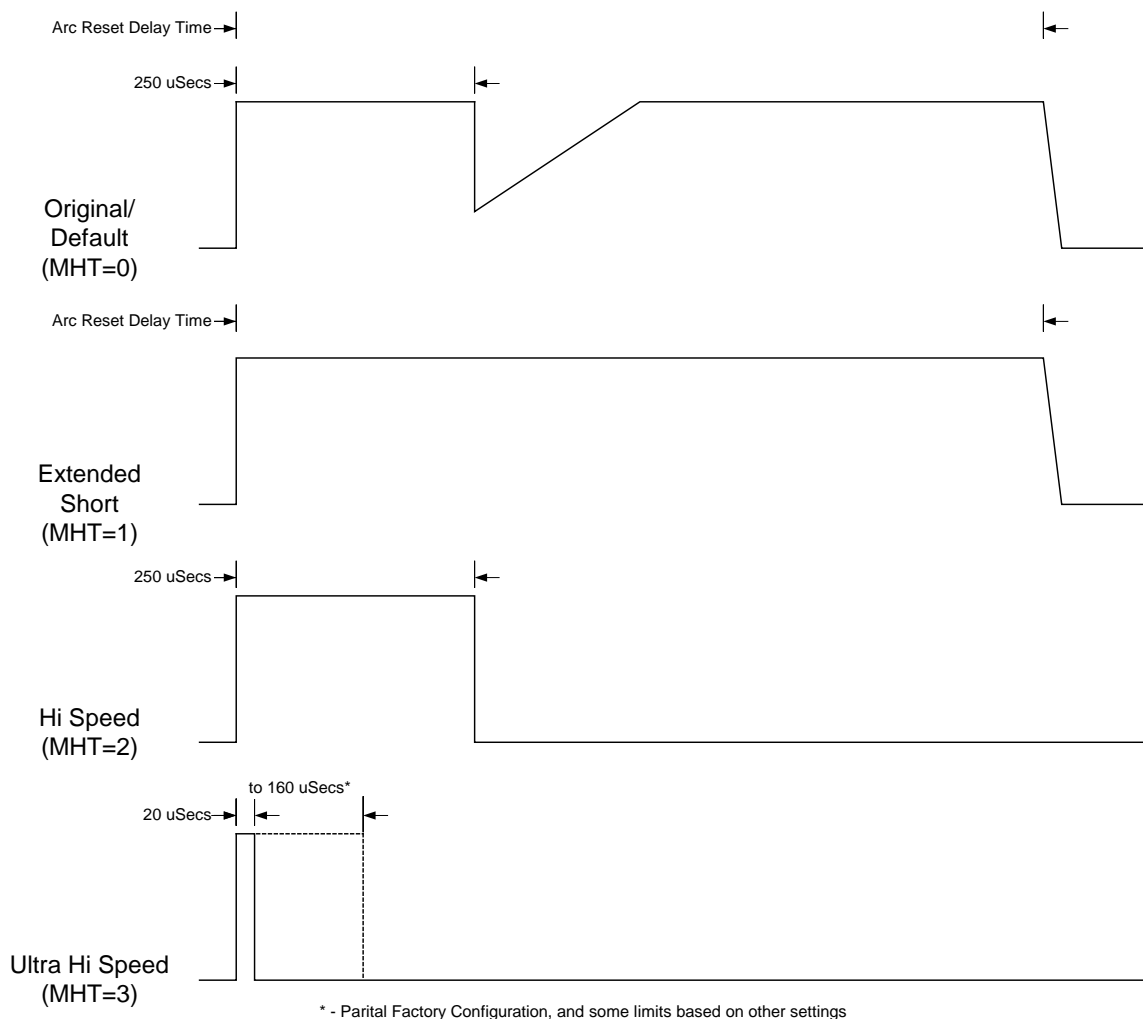 Arc Reset Delay Time
250 uSecs
Original/
Default
(MHT=0)
Arc Reset Delay Time
Extended
Short
(MHT=1)
250 uSecs
Hi Speed
(MHT=2)
to 160 uSecs*
20 uSecs
Ultra Hi Speed
(MHT=3)
* - Parital Factory Configuration, and some limits based on other settings